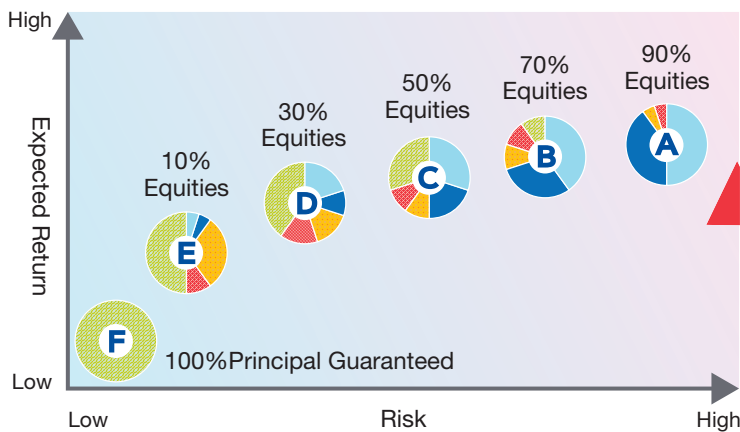 High
Expected Return
Low
90%
Equities
70%
Equities
50%
Equities
30%
Equities
10%
Equities
A
B
C
D
E
F
100%Principal Guaranteed
Low
Risk
High